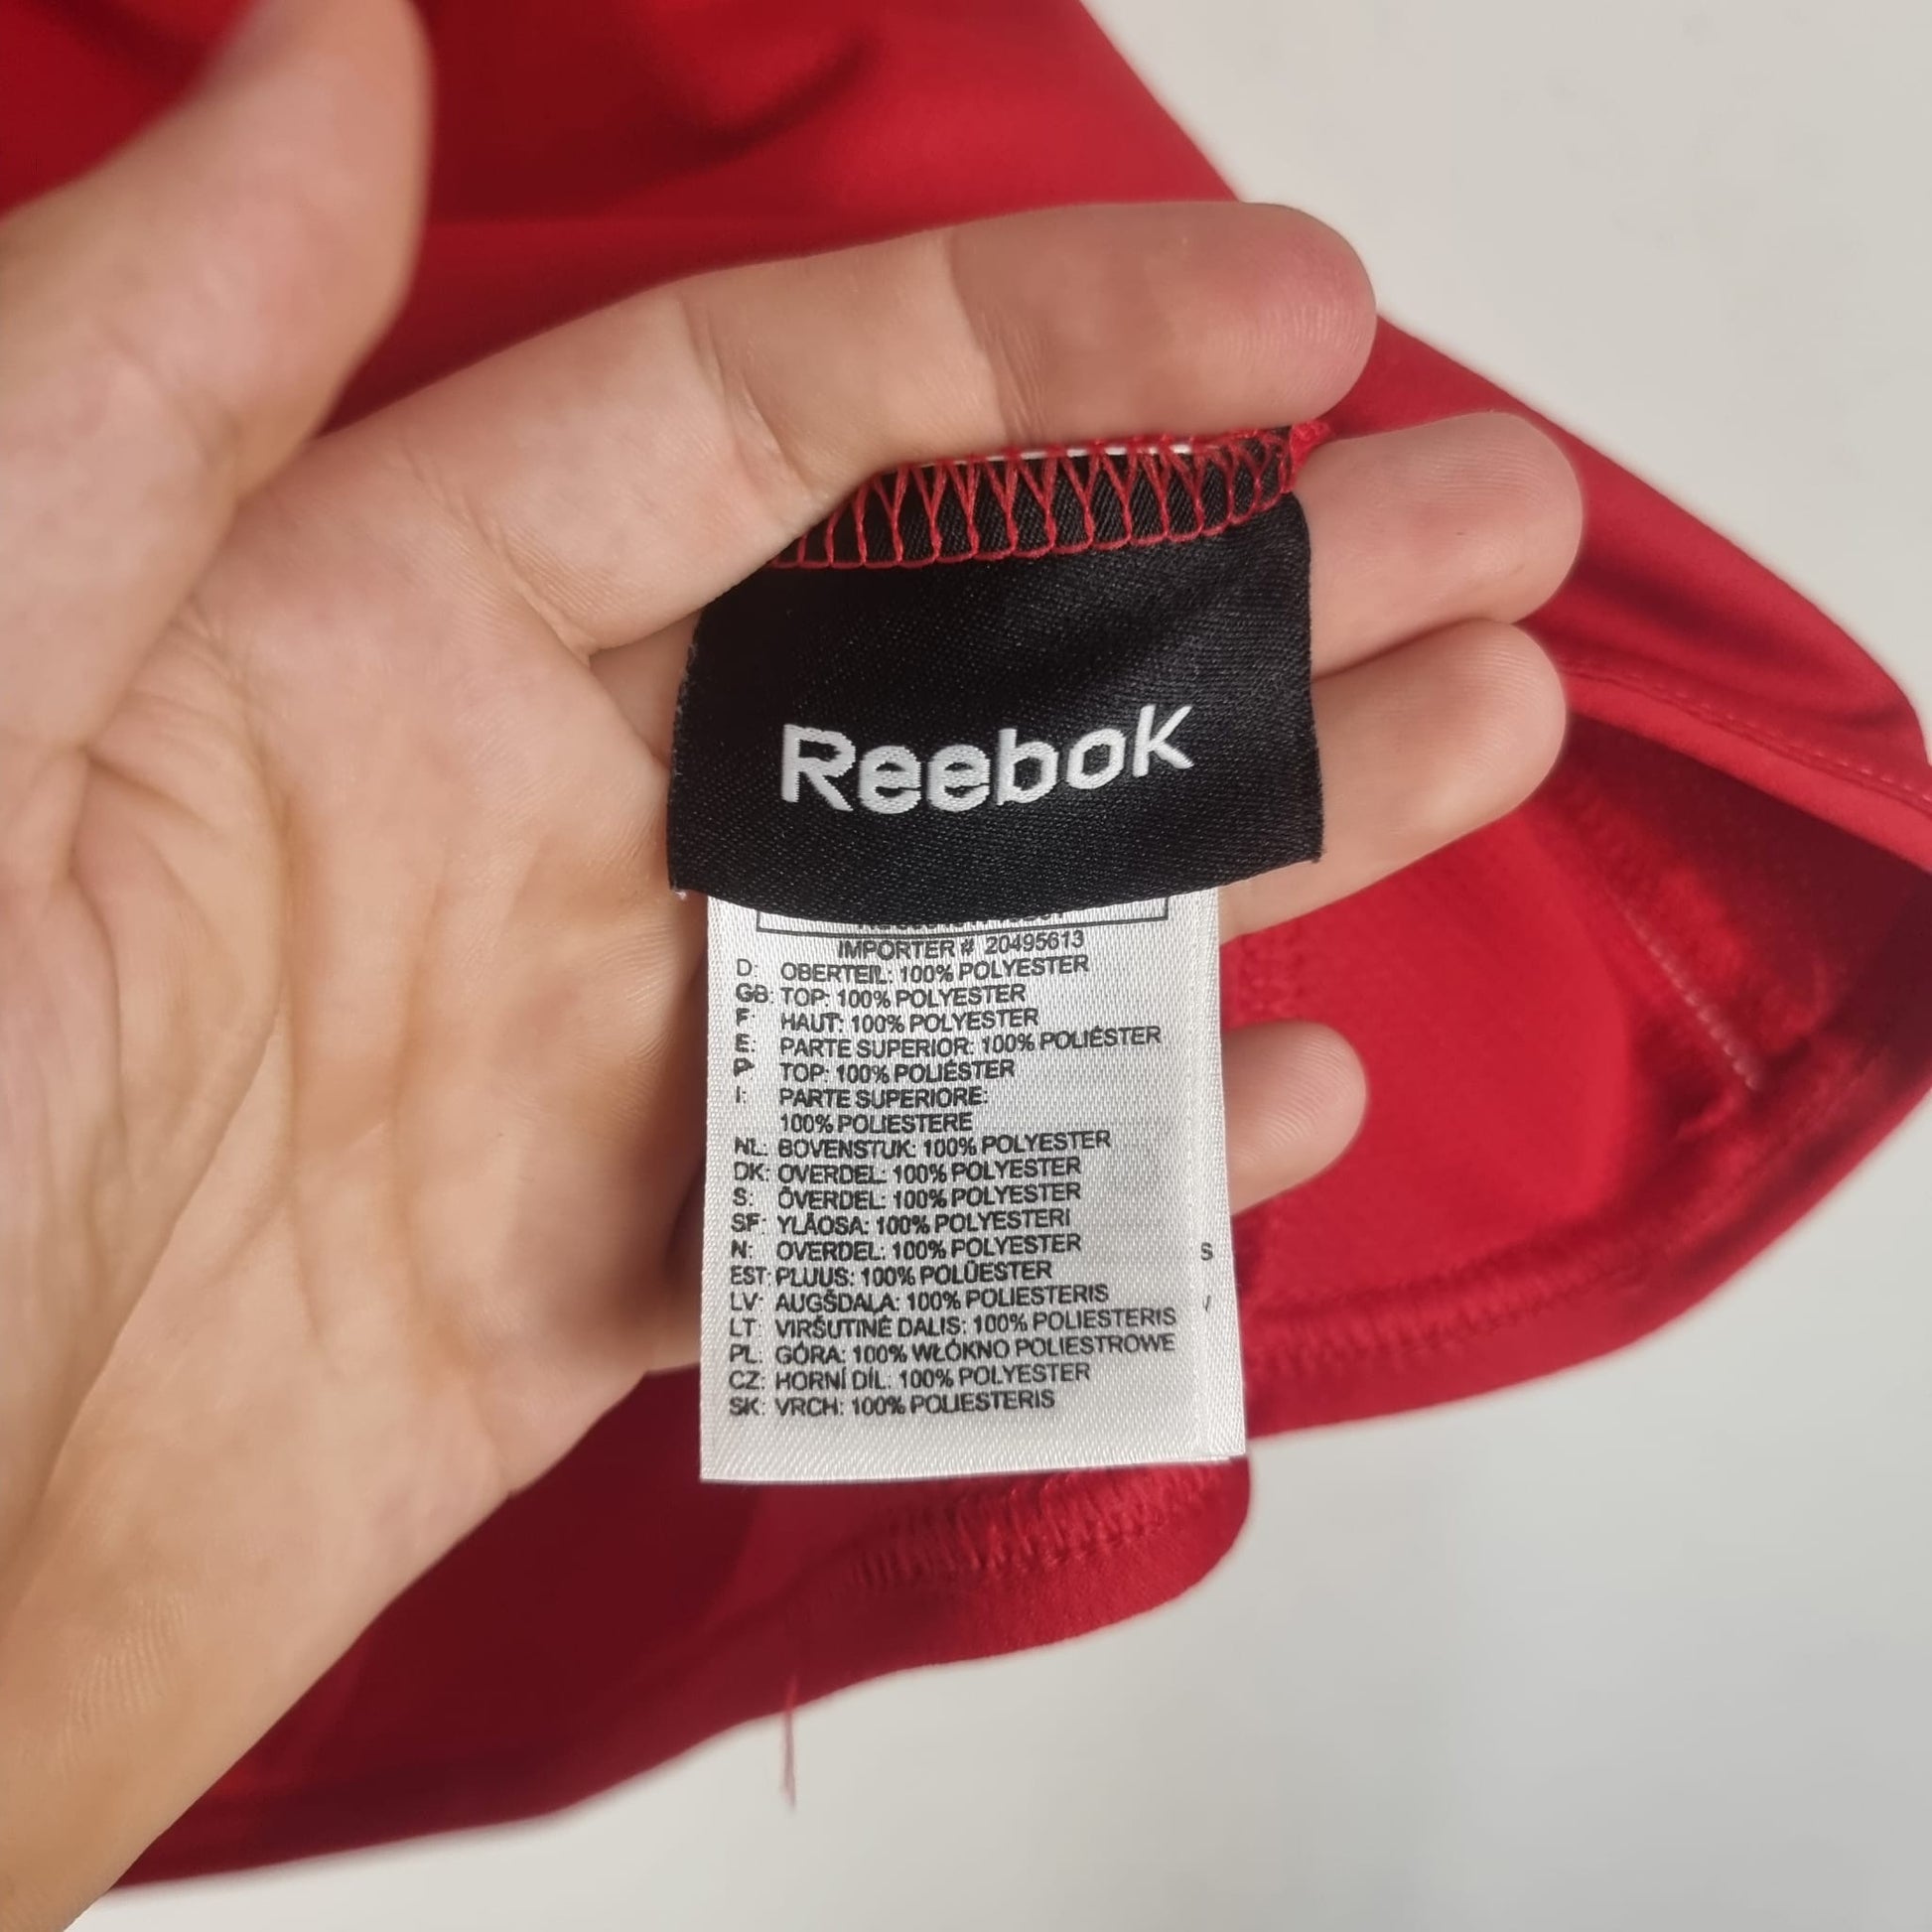 Reebok
IMPORTER # 20495613
D: OBERTEIL: 100% POLYESTER
GB: TOP: 100% POLYESTER
F: HAUT: 100% POLYESTER
E: PARTE SUPERIOR: 100% POLIÉSTER
P: TOP: 100% POLIÉSTER
I: PARTE SUPERIORE:
100% POLIESTERE
NL: BOVENSTUK: 100% POLYESTER
DK: OVERDEL: 100% POLYESTER
S: ÖVERDEL: 100% POLYESTER
SF: YLÄOSA: 100% POLYESTERI
N: OVERDEL: 100% POLYESTER
EST: PLUUS: 100% POLÜESTER
LV: AUGŠDAĻA: 100% POLIESTERIS
LT: VIRŠUTINĖ DALIS: 100% POLIESTERIS
PL: GÓRA: 100% WŁÓKNO POLIESTROWE
CZ: HORNÍ DÍL: 100% POLYESTER
SK: VRCH: 100% POLIESTERIS
S